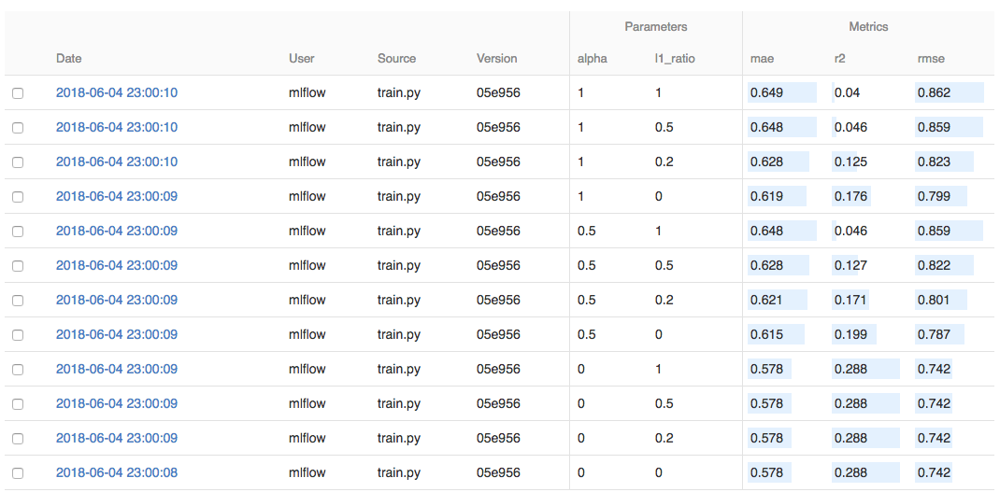 Parameters Metrics
Date User Source Version alpha l1_ratio mae r2 rmse
2018-06-04 23:00:10 mlflow train.py 05e956 1 1 0.649 0.04 0.862
2018-06-04 23:00:10 mlflow train.py 05e956 1 0.5 0.648 0.046 0.859
2018-06-04 23:00:10 mlflow train.py 05e956 1 0.2 0.628 0.125 0.823
2018-06-04 23:00:09 mlflow train.py 05e956 1 0 0.619 0.176 0.799
2018-06-04 23:00:09 mlflow train.py 05e956 0.5 1 0.648 0.046 0.859
2018-06-04 23:00:09 mlflow train.py 05e956 0.5 0.5 0.628 0.127 0.822
2018-06-04 23:00:09 mlflow train.py 05e956 0.5 0.2 0.621 0.171 0.801
2018-06-04 23:00:09 mlflow train.py 05e956 0.5 0 0.615 0.199 0.787
2018-06-04 23:00:09 mlflow train.py 05e956 0 1 0.578 0.288 0.742
2018-06-04 23:00:09 mlflow train.py 05e956 0 0.5 0.578 0.288 0.742
2018-06-04 23:00:09 mlflow train.py 05e956 0 0.2 0.578 0.288 0.742
2018-06-04 23:00:08 mlflow train.py 05e956 0 0 0.578 0.288 0.742